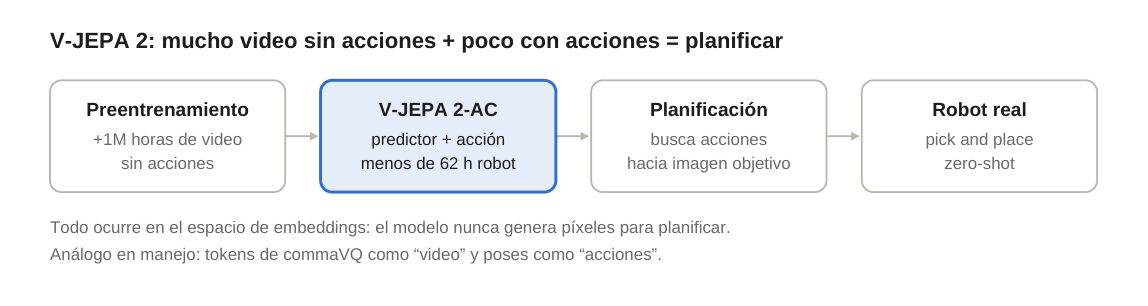 V-JEPA 2: mucho video sin acciones + poco con acciones = planificar
Preentrenamiento
+1M horas de video
sin acciones
V-JEPA 2-AC
predictor + acción
menos de 62 h robot
Planificación
busca acciones
hacia imagen objetivo
Robot real
pick and place
zero-shot
Todo ocurre en el espacio de embeddings: el modelo nunca genera píxeles para planificar.
Análogo en manejo: tokens de commaVQ como “video” y poses como “acciones”.